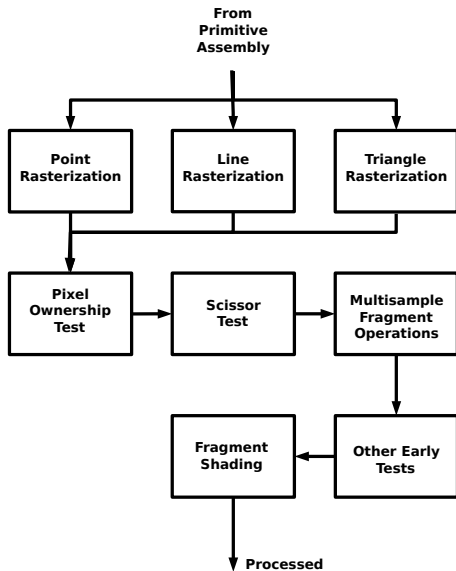 From
Primitive
Assembly
Point
Rasterization
Line
Rasterization
Triangle
Rasterization
Pixel
Ownership
Test
Scissor
Test
Multisample
Fragment
Operations
Fragment
Shading
Other Early
Tests
Processed